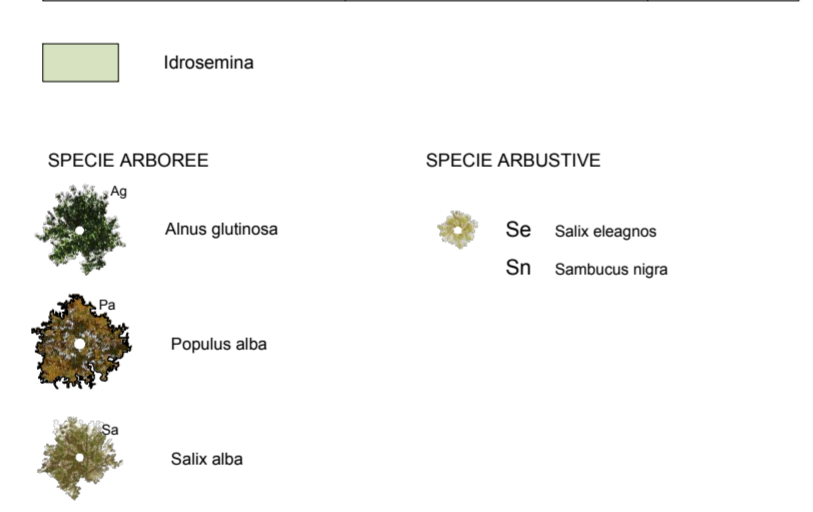 Idrosemina
SPECIE ARBOREE
Ag
Alnus glutinosa
Pa
Populus alba
Sa
Salix alba
SPECIE ARBUSTIVE
Se Salix eleagnos
Sn Sambucus nigra